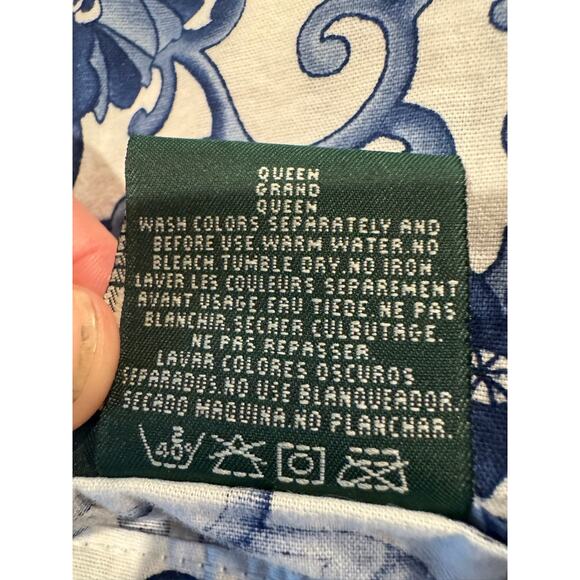 QUEEN
GRAND
QUEEN
WASH COLORS SEPARATELY AND
BEFORE USE.WARM WATER.NO
BLEACH.TUMBLE DRY.NO IRON.
LAVER LES COULEURS SEPAREMENT
AVANT USAGE.EAU TIEDE.NE PAS
BLANCHIR.SECHER CULBUTAGE.
NE PAS REPASSER.
LAVAR COLORES OSCUROS
SEPARADOS.NO USE BLANQUEADOR.
SECADO MAQUINA.NO PLANCHAR.
40°